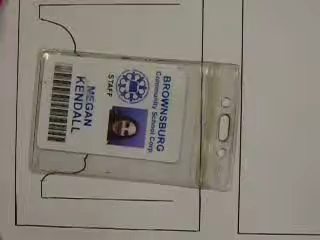 BROWNSBURG
Community School Corp.
STAFF
MEGAN
KENDALL